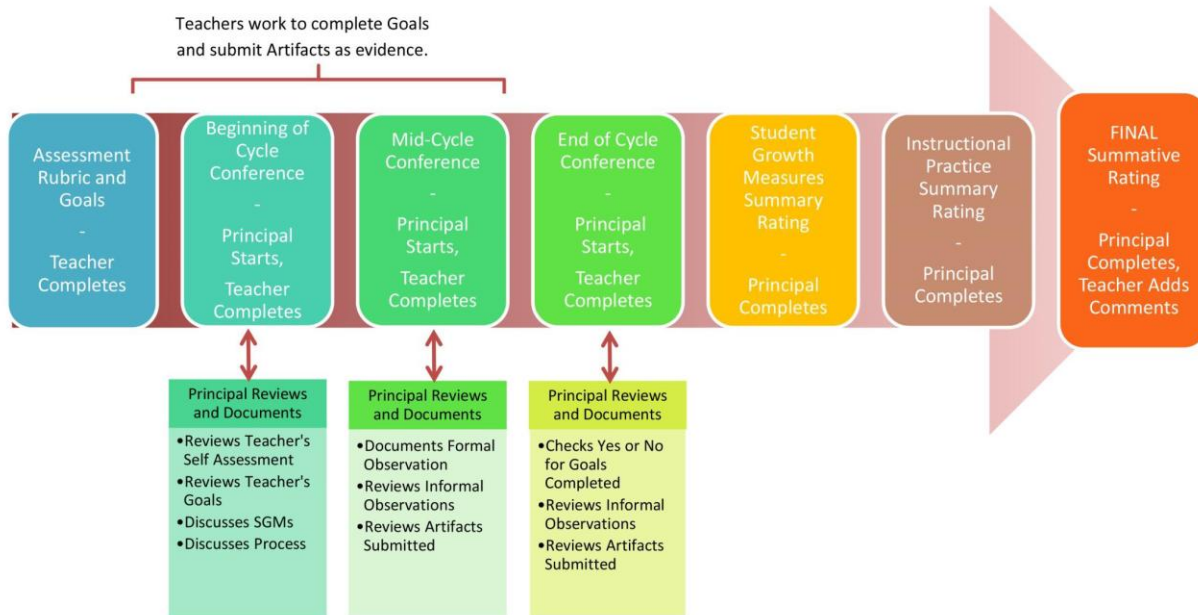 Teachers work to complete Goals
and submit Artifacts as evidence.
Assessment
Rubric and
Goals
-
Teacher
Completes
Beginning of
Cycle
Conference
-
Principal
Starts,
Teacher
Completes
Mid-Cycle
Conference
-
Principal
Starts,
Teacher
Completes
End of Cycle
Conference
-
Principal
Starts,
Teacher
Completes
Student
Growth
Measures
Summary
Rating
-
Principal
Completes
Instructional
Practice
Summary
Rating
-
Principal
Completes
FINAL
Summative
Rating
-
Principal
Completes,
Teacher Adds
Comments
Principal Reviews
and Documents
•Reviews Teacher's
Self Assessment
•Reviews Teacher's
Goals
•Discusses SGMs
•Discusses Process
Principal Reviews
and Documents
•Documents Formal
Observation
•Reviews Informal
Observations
•Reviews Artifacts
Submitted
Principal Reviews
and Documents
•Checks Yes or No
for Goals
Completed
•Reviews Informal
Observations
•Reviews Artifacts
Submitted